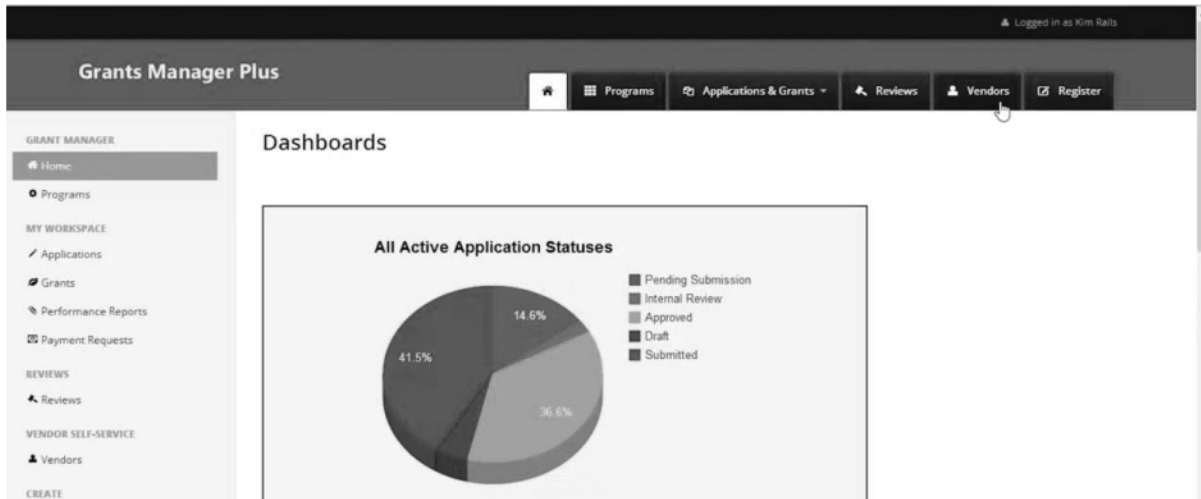 Logged in as Kim Ralls
Grants Manager Plus
Programs
Applications & Grants
Reviews
Vendors
Register
GRANT MANAGER
Home
Programs
MY WORKSPACE
Applications
Grants
Performance Reports
Payment Requests
REVIEWS
Reviews
VENDOR SELF-SERVICE
Vendors
CREATE
Dashboards
All Active Application Statuses
14.6%
41.5%
36.6%
Pending Submission
Internal Review
Approved
Draft
Submitted